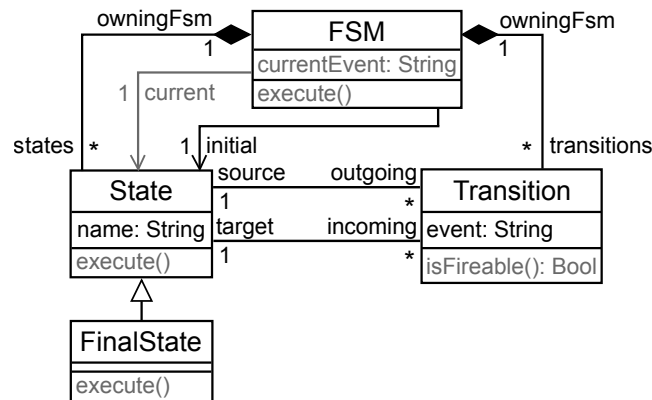 owningFsm
FSM
owningFsm
1
1
currentEvent: String
1 current
execute()
states *
1 initial
* transitions
State
source outgoing
Transition
1 *
name: String
target incoming
event: String
execute()
1 *
isFireable(): Bool
FinalState
execute()